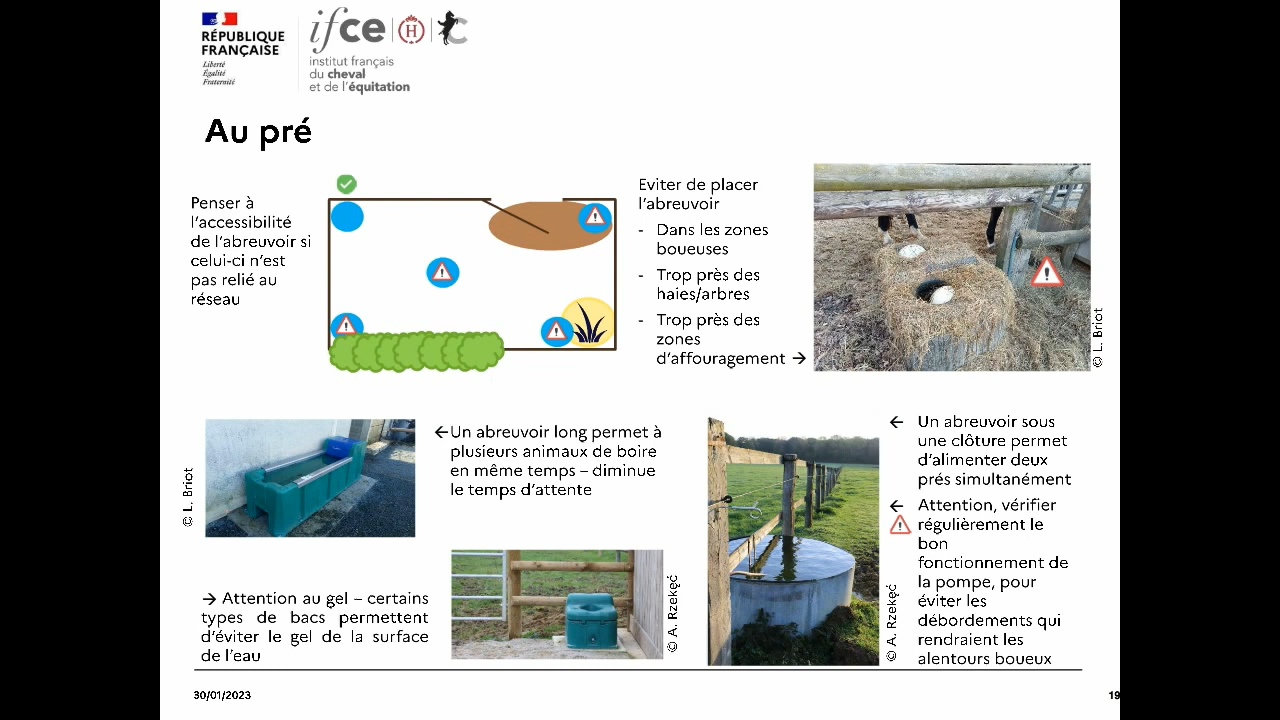 RÉPUBLIQUE
FRANÇAISE
Liberté
Égalité
Fraternité
ifce
H
institut français
du cheval
et de l'équitation
Au pré
Penser à
l'accessibilité
de l'abreuvoir si
celui-ci n'est
pas relié au
réseau
Eviter de placer
l'abreuvoir
- Dans les zones
boueuses
- Trop près des
haies/arbres
- Trop près des
zones
d'affouragement →
© L. Briot
© L. Briot
←Un abreuvoir long permet à
plusieurs animaux de boire
en même temps – diminue
le temps d'attente
→ Attention au gel – certains
types de bacs permettent
d'éviter le gel de la surface
de l'eau
© A. Rzekęć
← Un abreuvoir sous
une clôture permet
d'alimenter deux
prés simultanément
← Attention, vérifier
régulièrement le
bon
fonctionnement de
la pompe, pour
éviter les
débordements qui
rendraient les
alentours boueux
© A. Rzekęć
30/01/2023
19